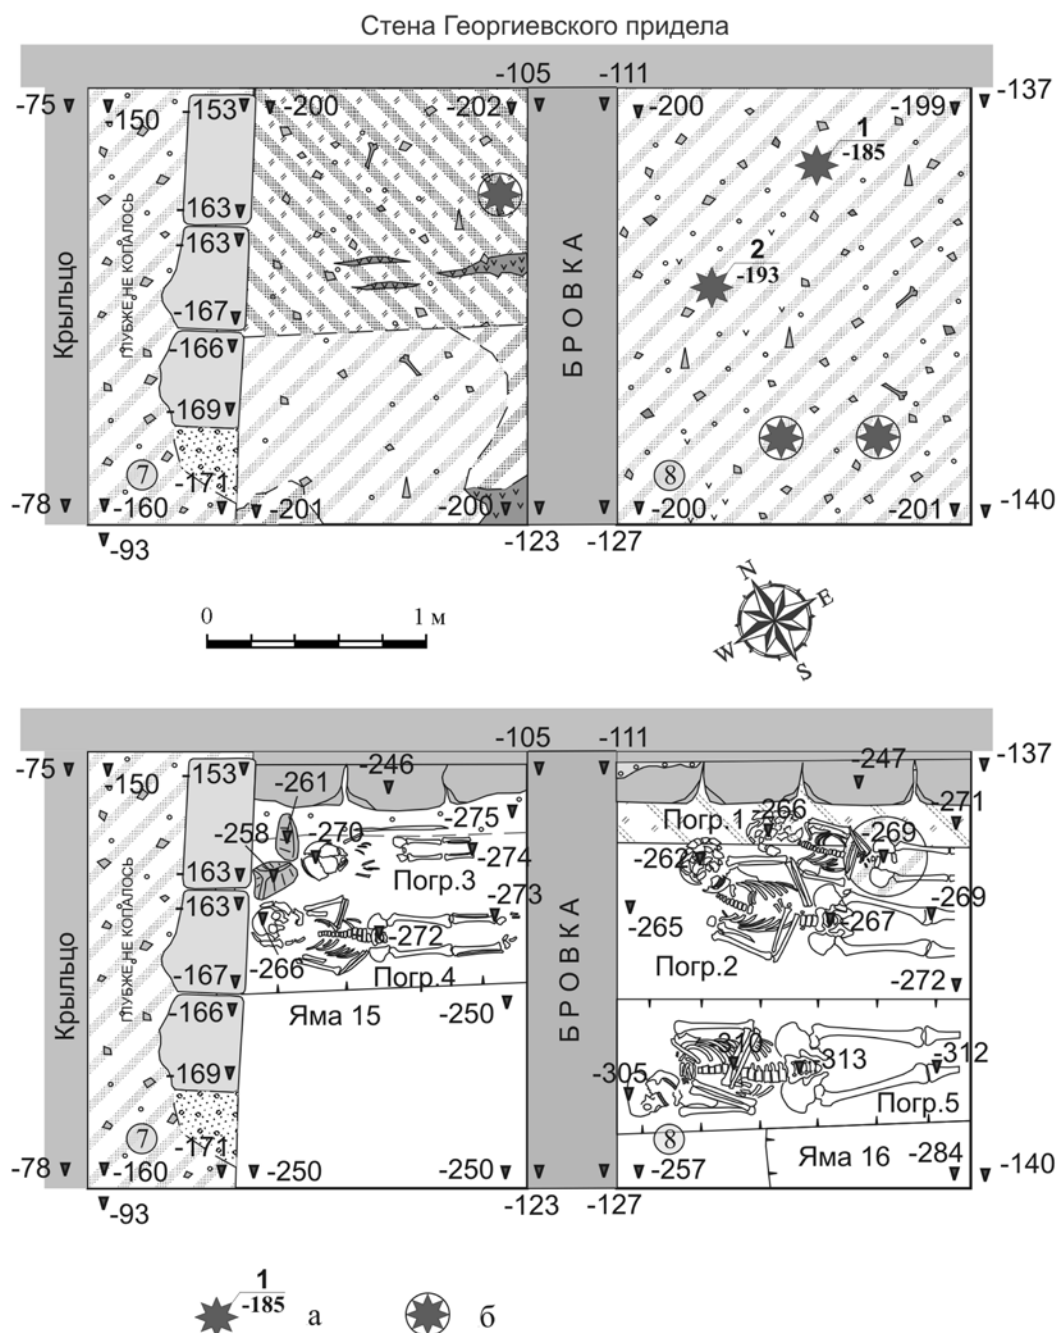 Стена Георгиевского придела
-105 -111
-75 -150 -153 -200 -202 -200 -199 -137
1
-185
-163
-163
2
-193
-167
-166
-169
Крыльцо
ГЛУБЖЕ НЕ КОПАЛОСЬ
БРОВКА
7
8
-171
-78 -160 -201 -200 -200 -201 -140
-93 -123 -127
0 1 м
N
E
W
S
-105 -111
-75 -150 -153 -261 -246 -247 -137
-275 -271
-258 -270 Погр.1 -266 -269
-262
-274
-163 Погр.3
-163 -273 -269
-272 -265 -267
-266 Погр.2
-167 Погр.4 -272
-166 Яма 15 -250
Крыльцо
ГЛУБЖЕ НЕ КОПАЛОСЬ
БРОВКА
-310
-169 -305 -313 -312
Погр.5
7
8
-171 Яма 16 -284
-78 -160 -250 -250 -257 -140
-93 -123 -127
1
-185 а б